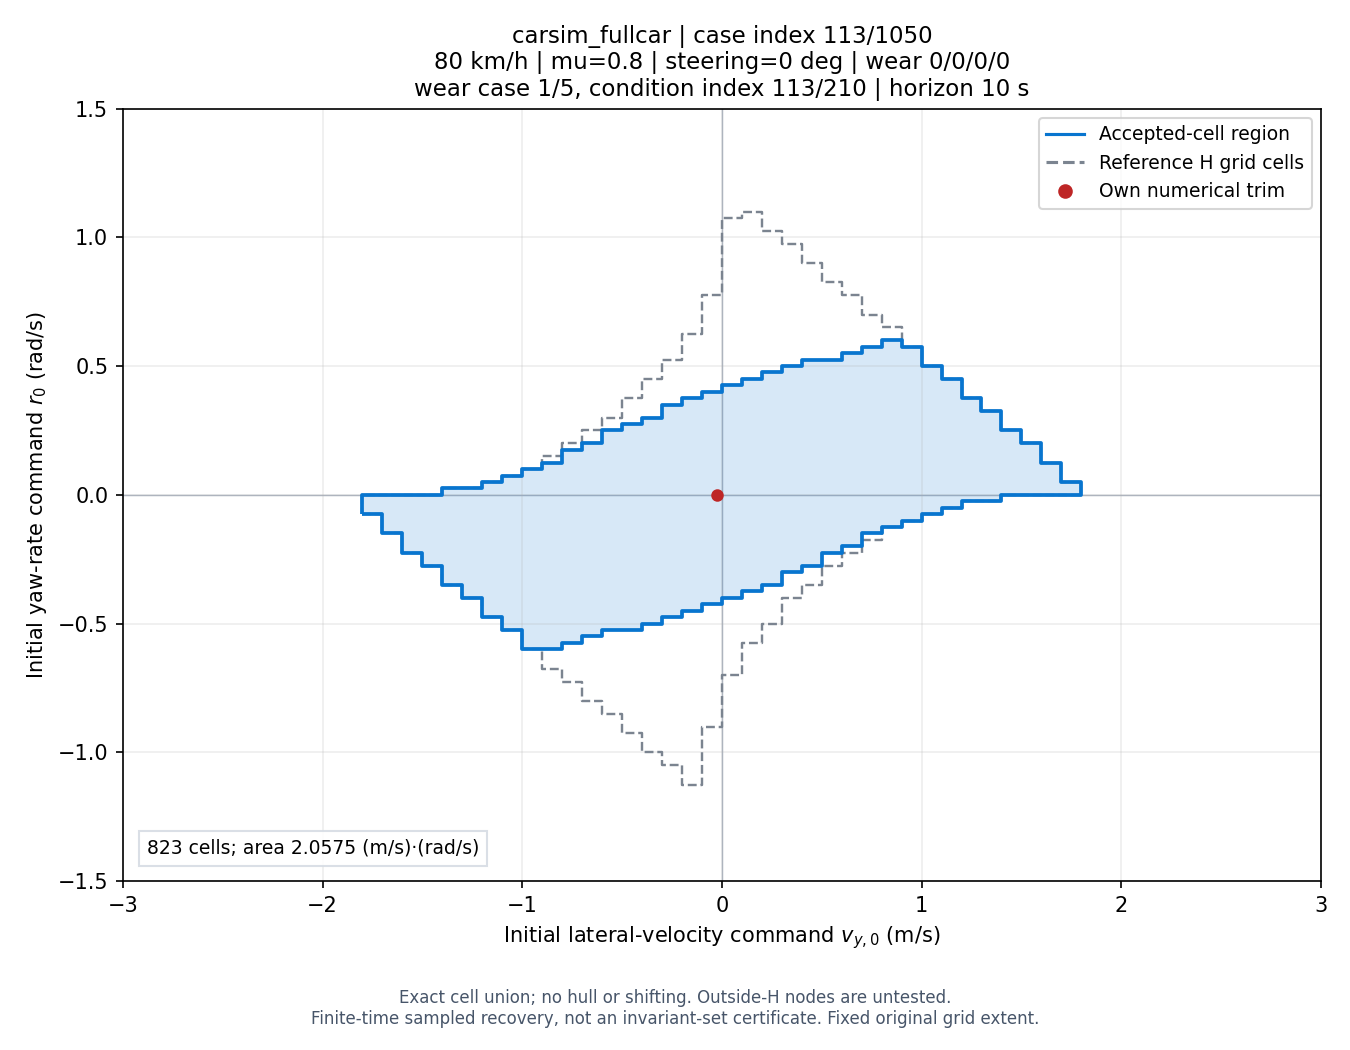 carsim_fullcar | case index 113/1050
80 km/h | mu=0.8 | steering=0 deg | wear 0/0/0/0
wear case 1/5, condition index 113/210 | horizon 10 s
Accepted-cell region
Reference H grid cells
Own numerical trim
1.5
1.0
0.5
0.0
−0.5
−1.0
−1.5
Initial yaw-rate command r₀ (rad/s)
823 cells; area 2.0575 (m/s)·(rad/s)
−3 −2 −1 0 1 2 3
Initial lateral-velocity command v_{y,0} (m/s)
Exact cell union; no hull or shifting. Outside-H nodes are untested.
Finite-time sampled recovery, not an invariant-set certificate. Fixed original grid extent.